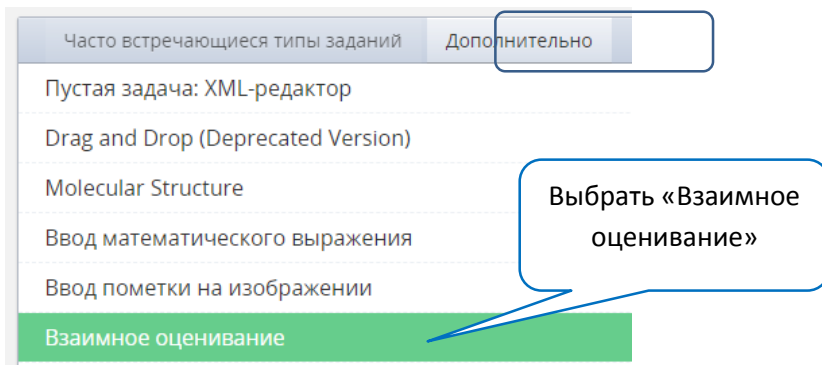 Часто встречающиеся типы заданий Дополнительно
Пустая задача: XML-редактор
Drag and Drop (Deprecated Version)
Molecular Structure
Ввод математического выражения
Ввод пометки на изображении
Взаимное оценивание
Выбрать «Взаимное
оценивание»